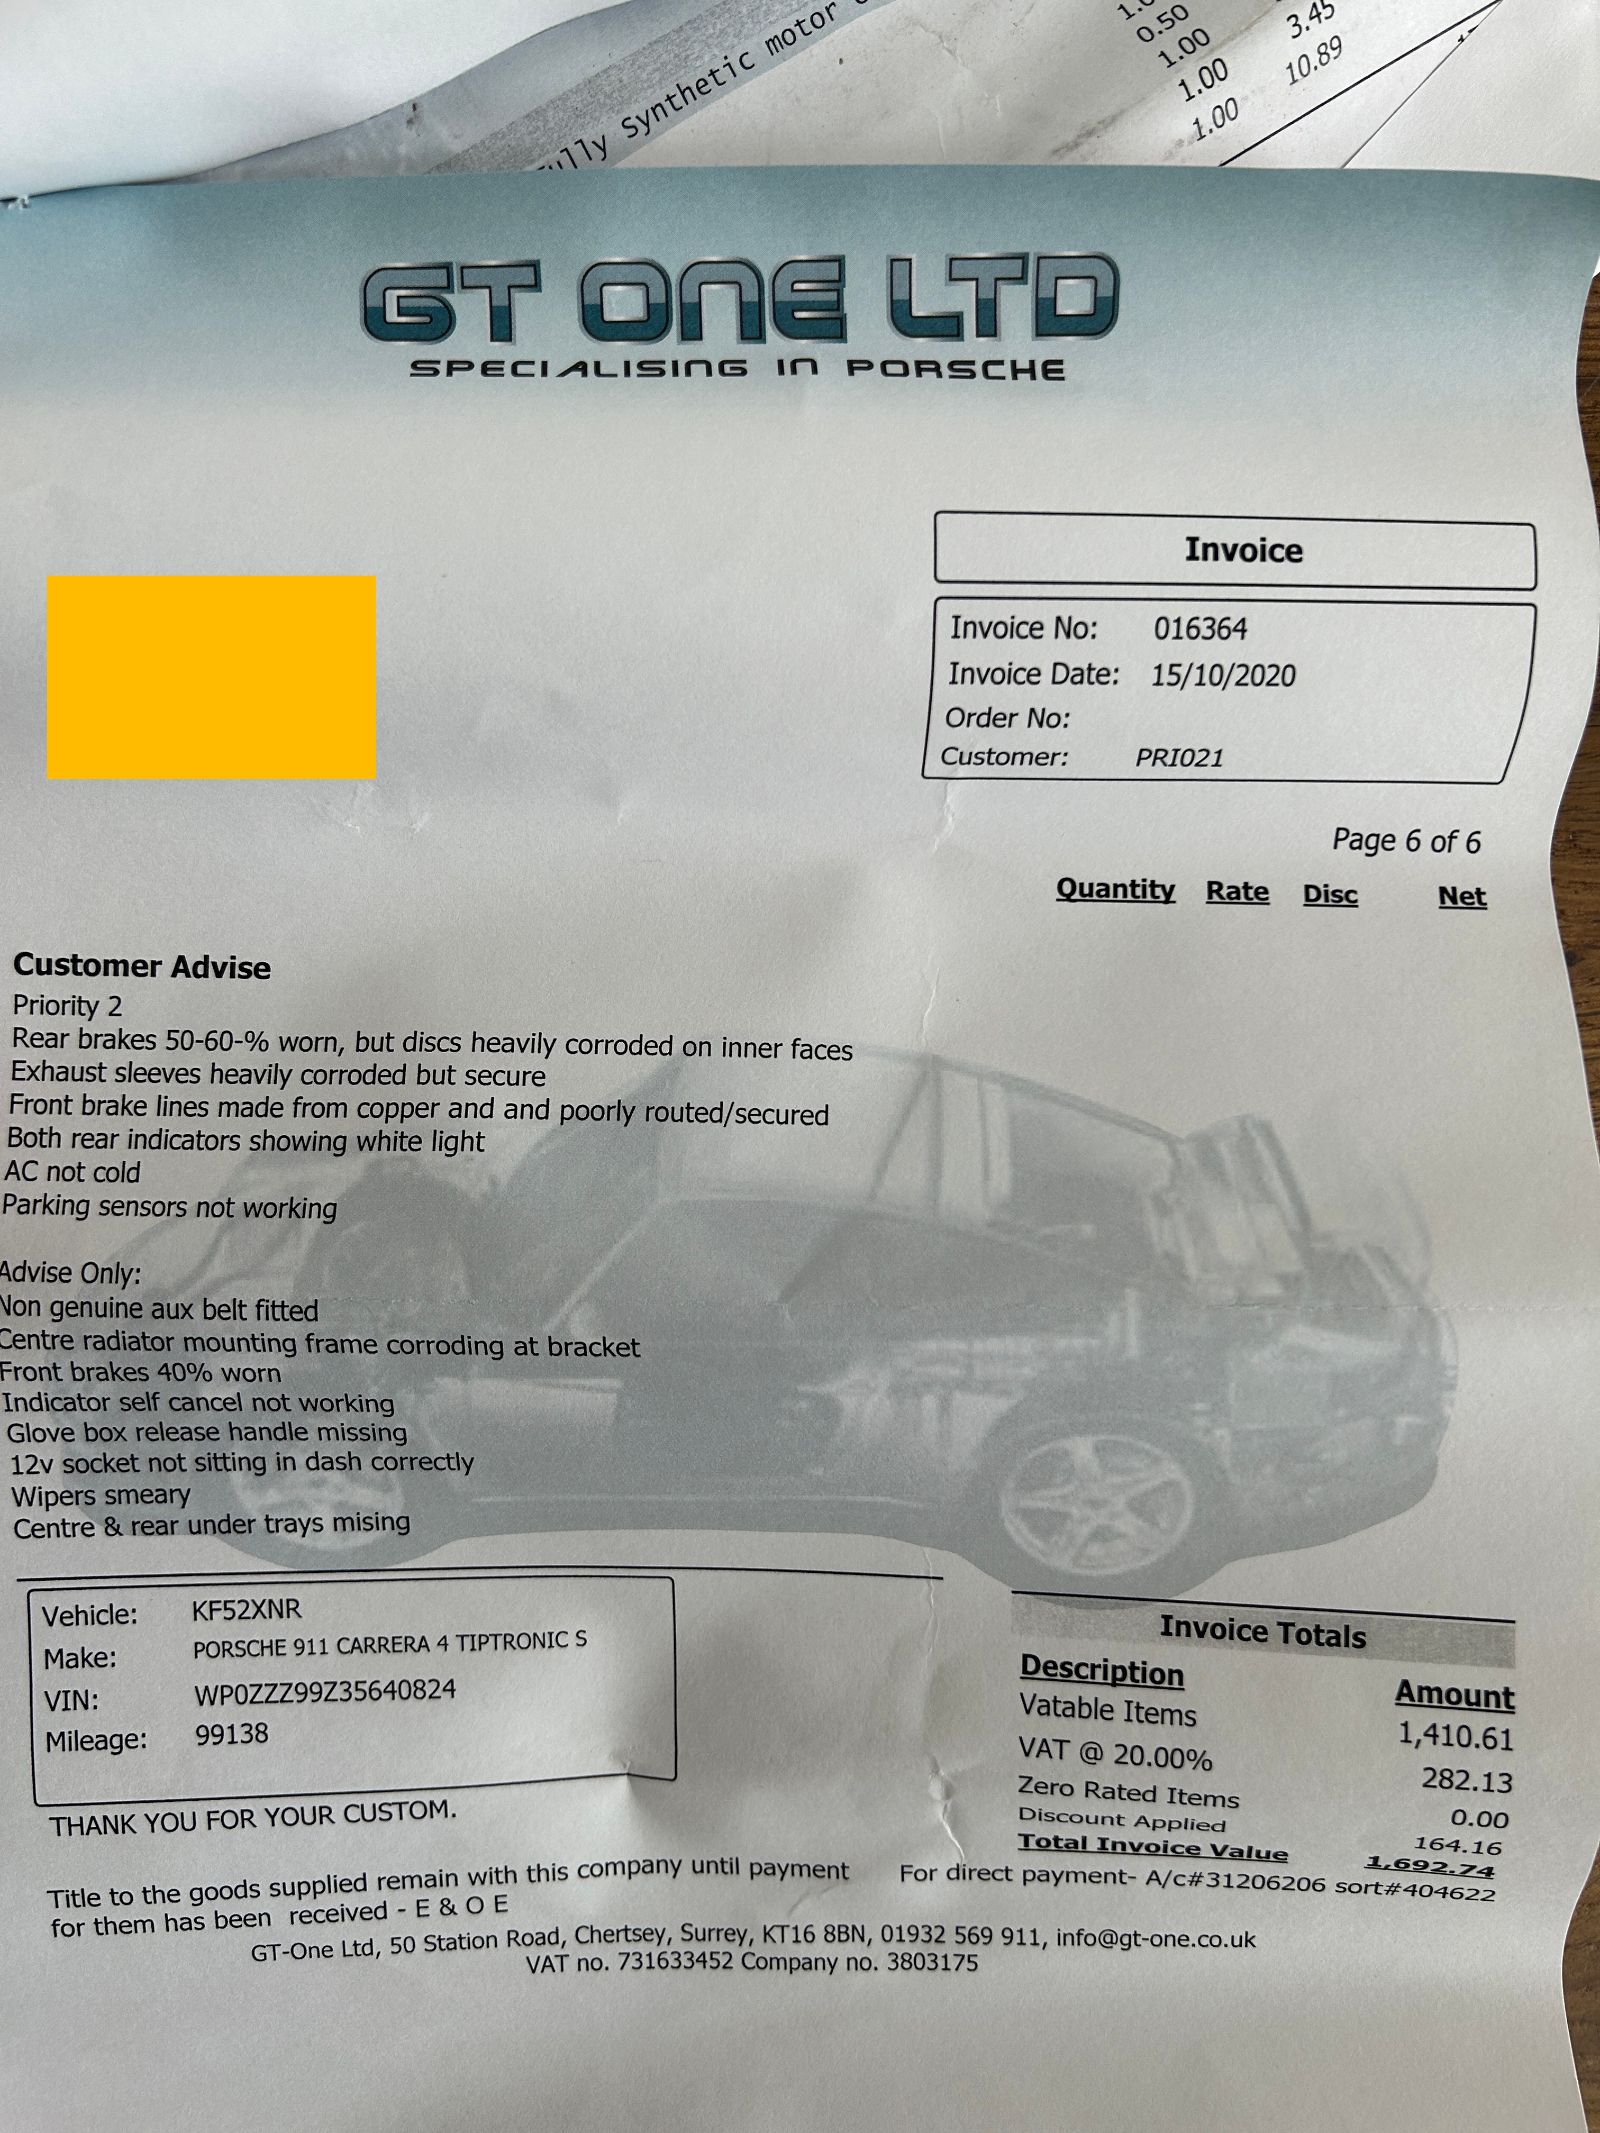 ully Synthetic motor
0.50
1.00 3.45
1.00 10.89
1.00
GT ONE LTD
SPECIALISING IN PORSCHE
Invoice
Invoice No: 016364
Invoice Date: 15/10/2020
Order No:
Customer: PRI021
Page 6 of 6
Quantity Rate Disc Net
Customer Advise
Priority 2
Rear brakes 50-60-% worn, but discs heavily corroded on inner faces
Exhaust sleeves heavily corroded but secure
Front brake lines made from copper and and poorly routed/secured
Both rear indicators showing white light
AC not cold
Parking sensors not working
Advise Only:
Non genuine aux belt fitted
Centre radiator mounting frame corroding at bracket
Front brakes 40% worn
Indicator self cancel not working
Glove box release handle missing
12v socket not sitting in dash correctly
Wipers smeary
Centre & rear under trays mising
Vehicle: KF52XNR
Make: PORSCHE 911 CARRERA 4 TIPTRONIC S
VIN: WP0ZZZ99Z35640824
Mileage: 99138
Invoice Totals
Description Amount
Vatable Items 1,410.61
VAT @ 20.00% 282.13
Zero Rated Items 0.00
Discount Applied 164.16
Total Invoice Value 1,692.74
THANK YOU FOR YOUR CUSTOM.
Title to the goods supplied remain with this company until payment
for them has been received - E & O E
For direct payment- A/c#31206206 sort#404622
GT-One Ltd, 50 Station Road, Chertsey, Surrey, KT16 8BN, 01932 569 911, info@gt-one.co.uk
VAT no. 731633452 Company no. 3803175